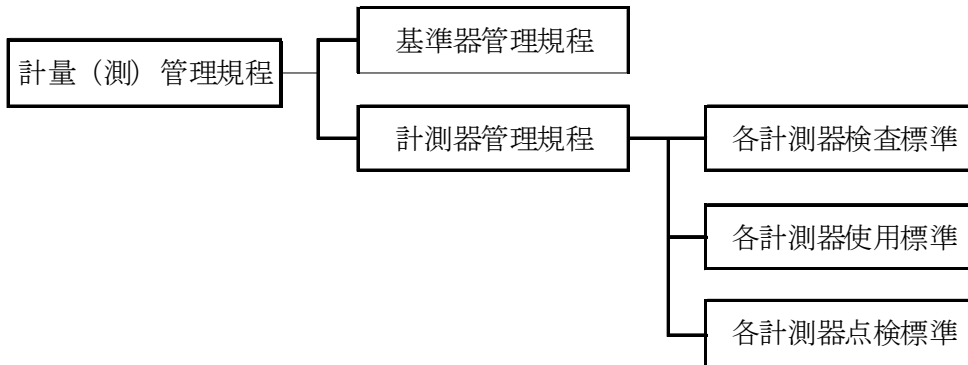 計量（測）管理規程
基準器管理規程
計測器管理規程
各計測器検査標準
各計測器使用標準
各計測器点検標準